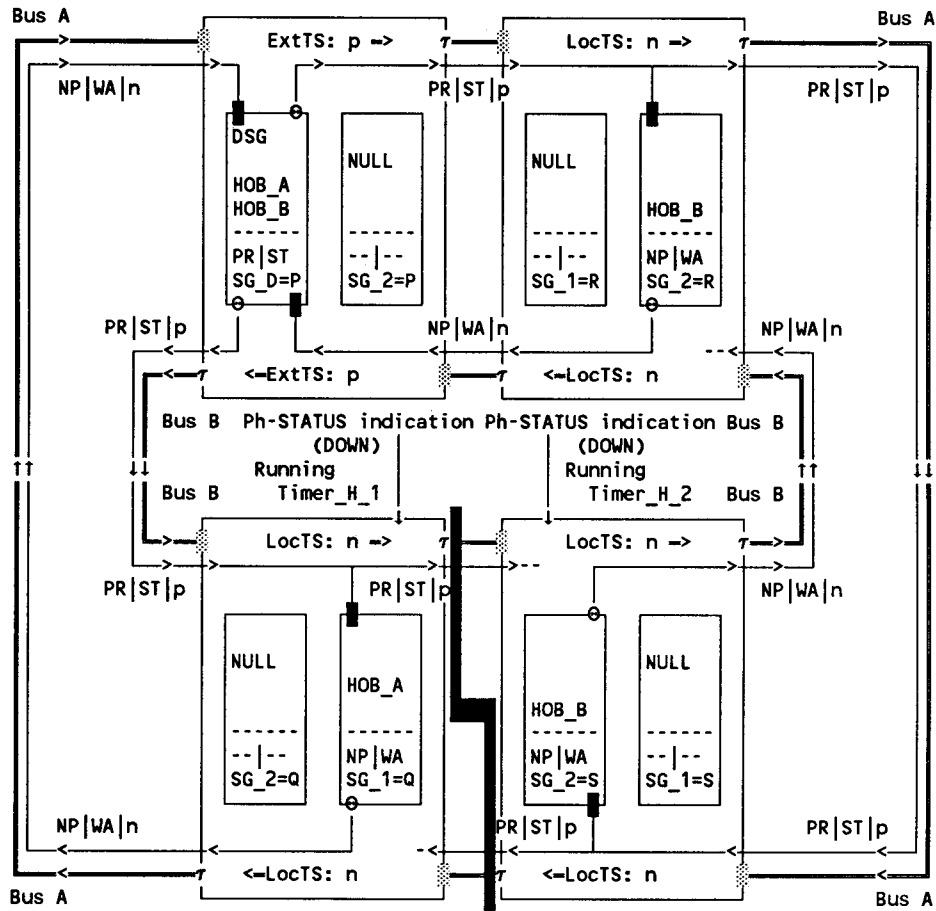 Bus A
Bus A
ExtTS: p =>
τ
LocTS: n =>
τ
NP|WA|n
PR|ST|p
PR|ST|p
DSG
HOB_A
HOB_B
-----
PR|ST
SG_D=P
NULL
-----
--|--
SG_2=P
NULL
-----
--|--
SG_1=R
HOB_B
-----
NP|WA
SG_2=R
PR|ST|p
NP|WA|n
NP|WA|n
τ
<=ExtTS: p
τ
<=LocTS: n
Bus B
Ph-STATUS indication
Ph-STATUS indication
Bus B
(DOWN)
(DOWN)
Running
Running
Bus B
Timer_H_1
Timer_H_2
Bus B
LocTS: n =>
τ
LocTS: n =>
τ
PR|ST|p
PR|ST|p
NP|WA|n
NULL
-----
--|--
SG_2=Q
HOB_A
-----
NP|WA
SG_1=Q
HOB_B
-----
NP|WA
SG_2=S
NULL
-----
--|--
SG_1=S
NP|WA|n
PR|ST|p
PR|ST|p
τ
<=LocTS: n
τ
<=LocTS: n
Bus A
Bus A